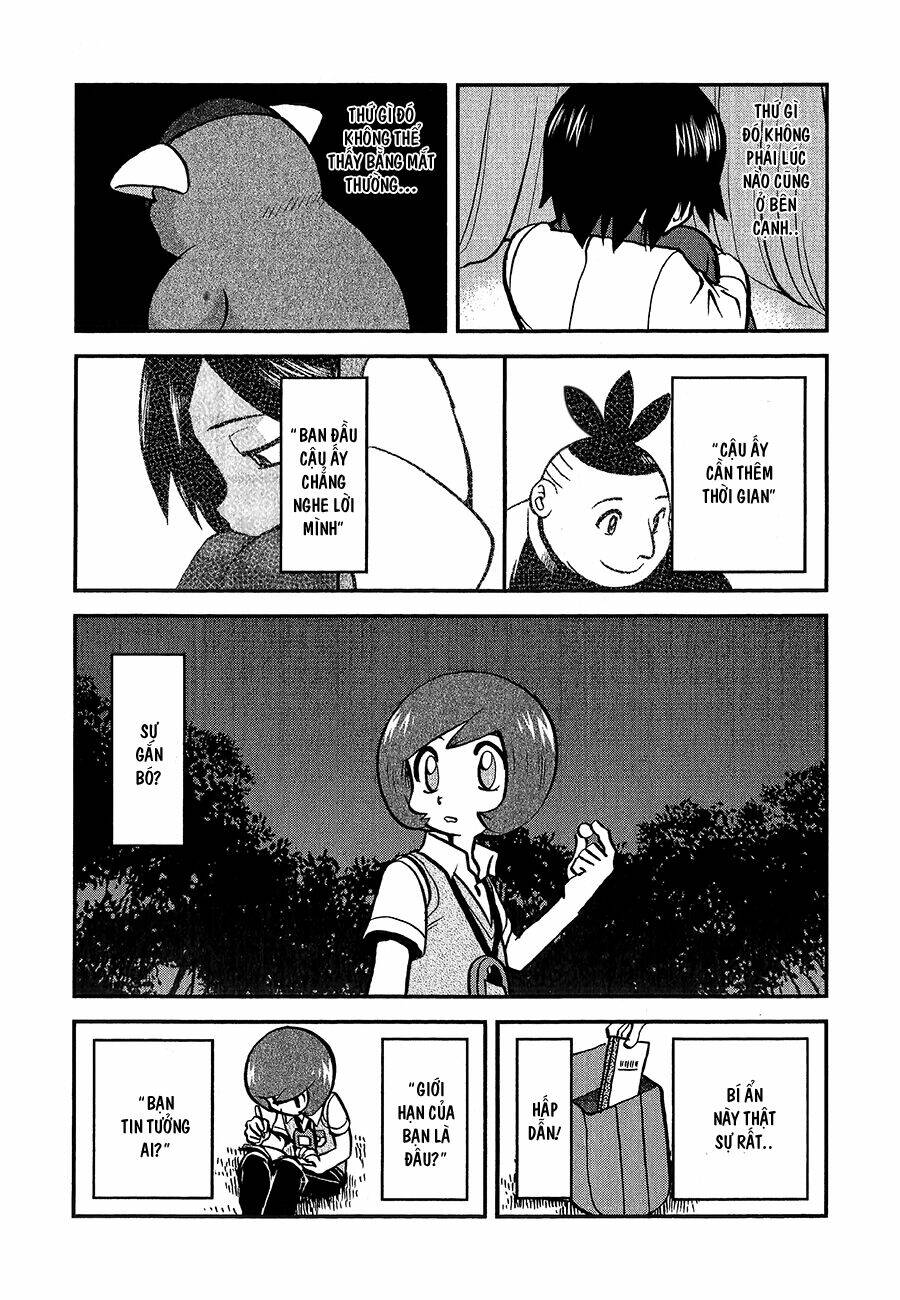 THỨ GÌ
ĐÓ KHÔNG
PHẢI LÚC
NÀO CŨNG
Ở BÊN
CẠNH..
THỨ GÌ ĐÓ
KHÔNG THỂ
THẤY BẰNG MẮT
THƯỜNG...
"CẬU ẤY
CẦN THÊM
THỜI GIAN"
"BAN ĐẦU
CẬU ẤY
CHẲNG
NGHE LỜI
MÌNH"
SỰ
GẮN
BÓ?
BÍ ẨN
NÀY THẬT
SỰ RẤT..
HẤP
DẪN!
"GIỚI
HẠN CỦA
BẠN LÀ
ĐÂU?"
"BẠN
TIN TƯỞNG
AI?"